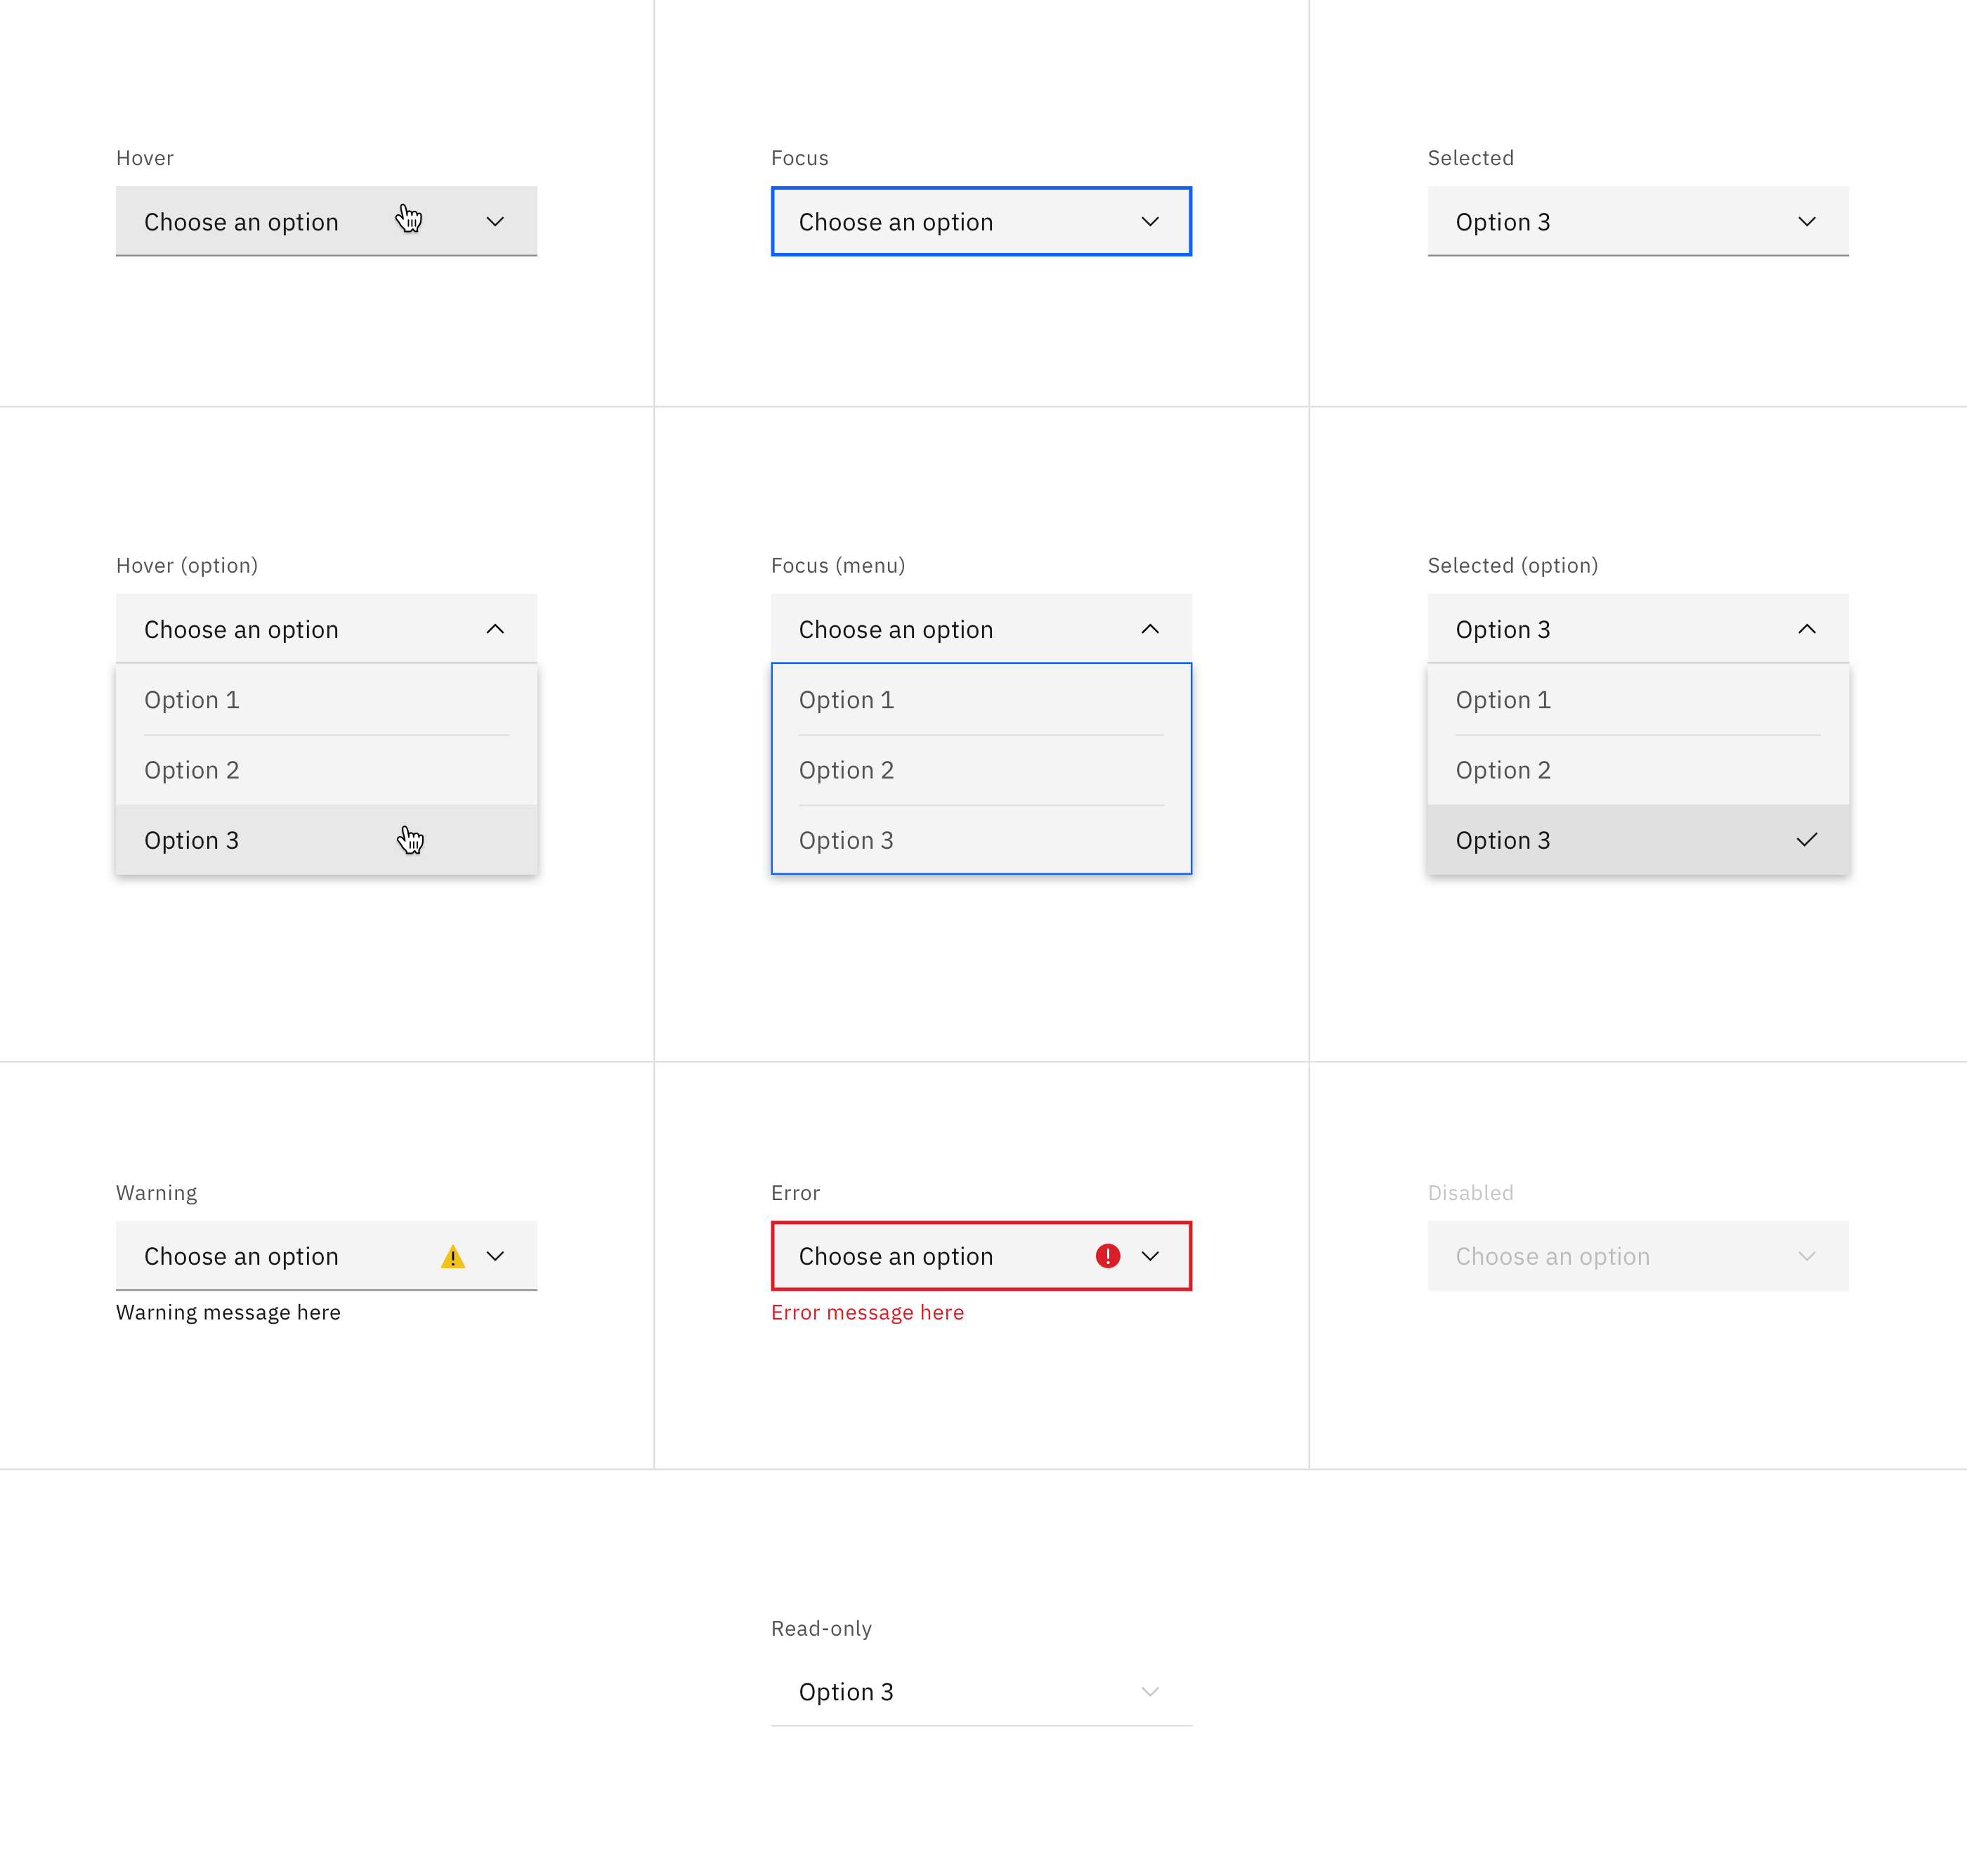 Hover
Choose an option
Focus
Choose an option
Selected
Option 3
Hover (option)
Choose an option
Option 1
Option 2
Option 3
Focus (menu)
Choose an option
Option 1
Option 2
Option 3
Selected (option)
Option 3
Option 1
Option 2
Option 3
Warning
Choose an option
Warning message here
Error
Choose an option
Error message here
Disabled
Choose an option
Read-only
Option 3